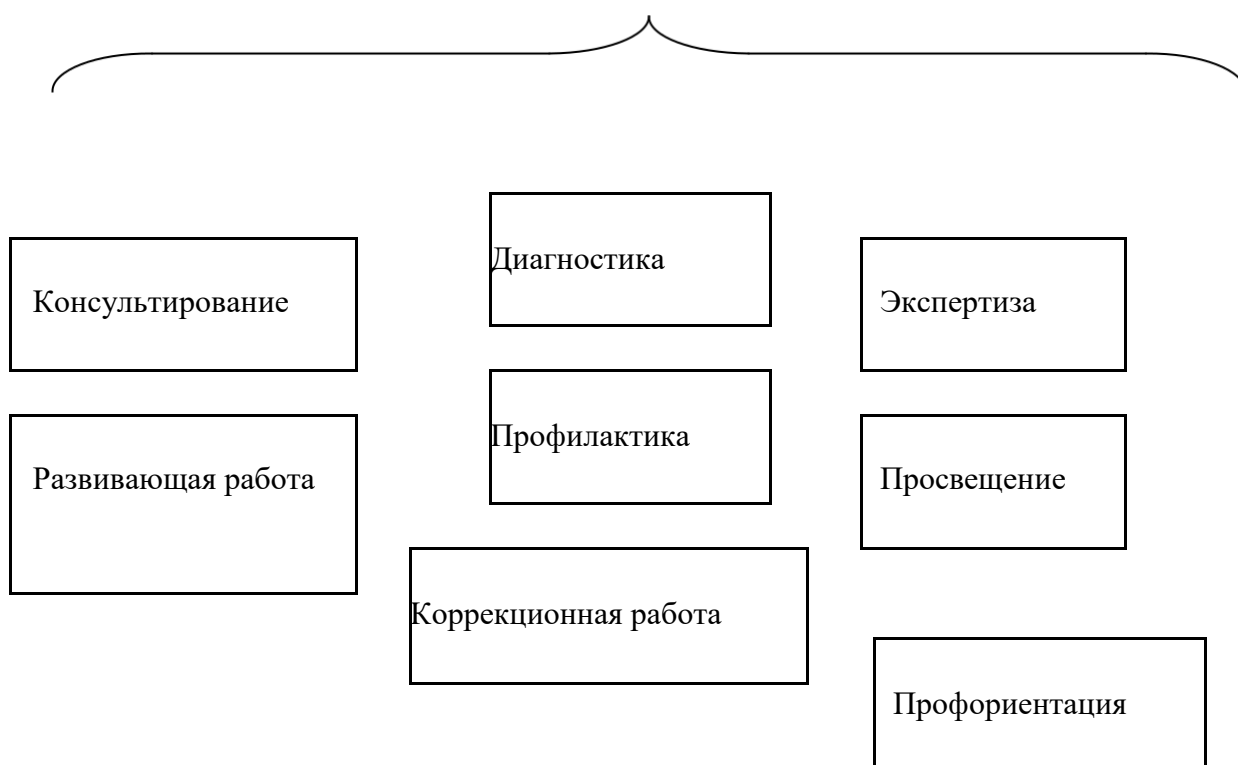 Диагностика
Консультирование
Экспертиза
Профилактика
Развивающая работа
Просвещение
Коррекционная работа
Профориентация